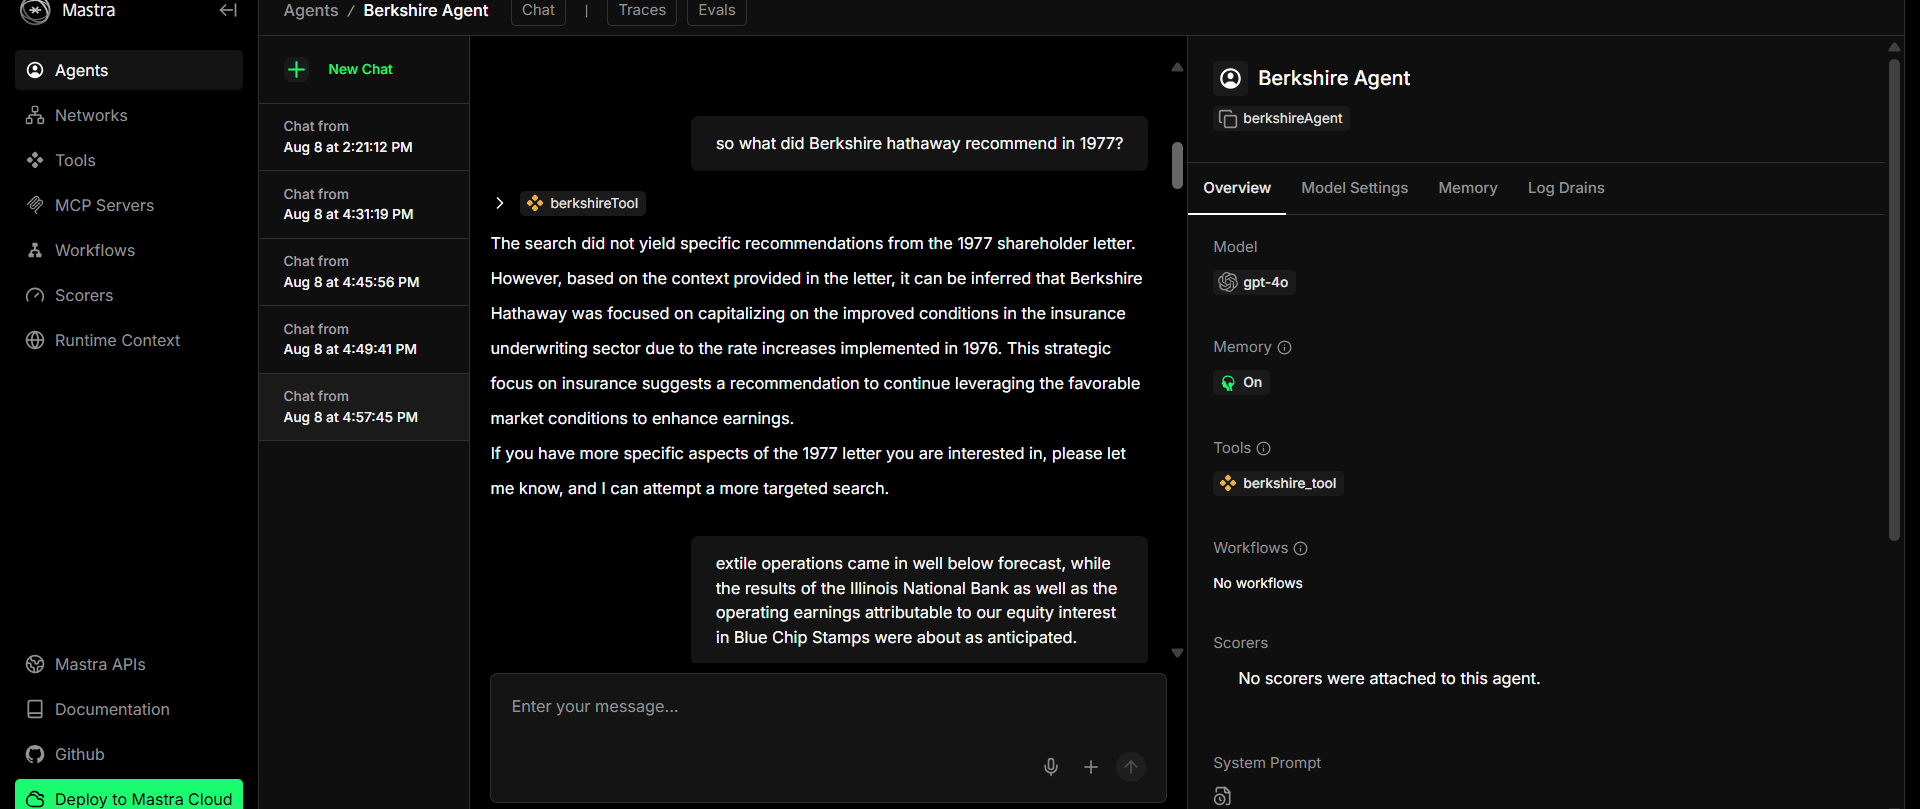 Mastra
Agents
Networks
Tools
MCP Servers
Workflows
Scorers
Runtime Context
Mastra APIs
Documentation
Github
Deploy to Mastra Cloud
Agents / Berkshire Agent
Chat
|
Traces
Evals
New Chat
Chat from
Aug 8 at 2:21:12 PM
Chat from
Aug 8 at 4:31:19 PM
Chat from
Aug 8 at 4:45:56 PM
Chat from
Aug 8 at 4:49:41 PM
Chat from
Aug 8 at 4:57:45 PM
so what did Berkshire hathaway recommend in 1977?
berkshireTool
The search did not yield specific recommendations from the 1977 shareholder letter.
However, based on the context provided in the letter, it can be inferred that Berkshire
Hathaway was focused on capitalizing on the improved conditions in the insurance
underwriting sector due to the rate increases implemented in 1976. This strategic
focus on insurance suggests a recommendation to continue leveraging the favorable
market conditions to enhance earnings.
If you have more specific aspects of the 1977 letter you are interested in, please let
me know, and I can attempt a more targeted search.
extile operations came in well below forecast, while
the results of the Illinois National Bank as well as the
operating earnings attributable to our equity interest
in Blue Chip Stamps were about as anticipated.
Enter your message...
Berkshire Agent
berkshireAgent
Overview
Model Settings
Memory
Log Drains
Model
gpt-4o
Memory
On
Tools
berkshire_tool
Workflows
No workflows
Scorers
No scorers were attached to this agent.
System Prompt